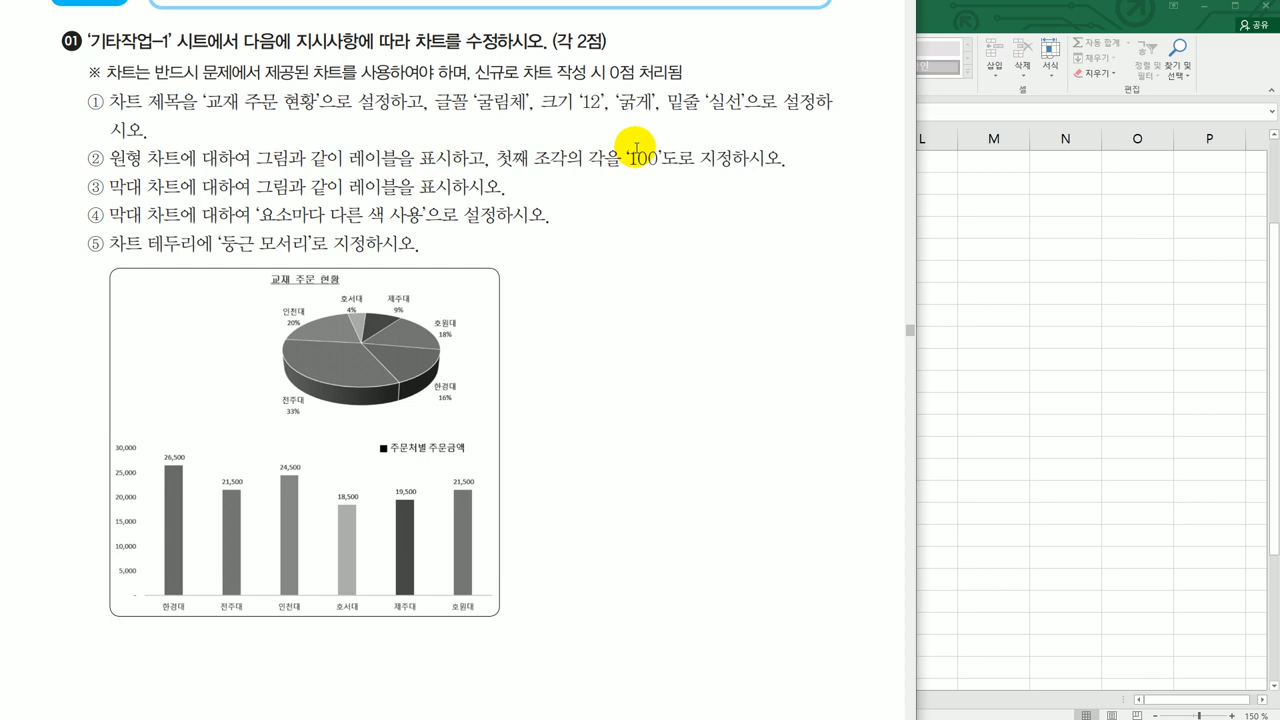 01 ‘기타작업-1’ 시트에서 다음에 지시사항에 따라 차트를 수정하시오. (각 2점)
※ 차트는 반드시 문제에서 제공된 차트를 사용하여야 하며, 신규로 차트 작성 시 0점 처리됨
① 차트 제목을 ‘교재 주문 현황’으로 설정하고, 글꼴 ‘굴림체’, 크기 ‘12’, ‘굵게’, 밑줄 ‘실선’으로 설정하
시오.
② 원형 차트에 대하여 그림과 같이 레이블을 표시하고, 첫째 조각의 각을 ‘100’도로 지정하시오.
③ 막대 차트에 대하여 그림과 같이 레이블을 표시하시오.
④ 막대 차트에 대하여 ‘요소마다 다른 색 사용’으로 설정하시오.
⑤ 차트 테두리에 ‘둥근 모서리’로 지정하시오.
교재 주문 현황
호서대
4%
제주대
9%
인천대
20%
호원대
18%
한경대
16%
전주대
33%
■ 주문처별 주문금액
30,000
25,000
20,000
15,000
10,000
5,000
-
26,500
21,500
24,500
18,500
19,500
21,500
한경대 전주대 인천대 호서대 제주대 호원대
공유
인
삽입 삭제 서식
셀
자동 합계
채우기
지우기
정렬 및
필터
찾기 및
선택
편집
L M N O P
150 %